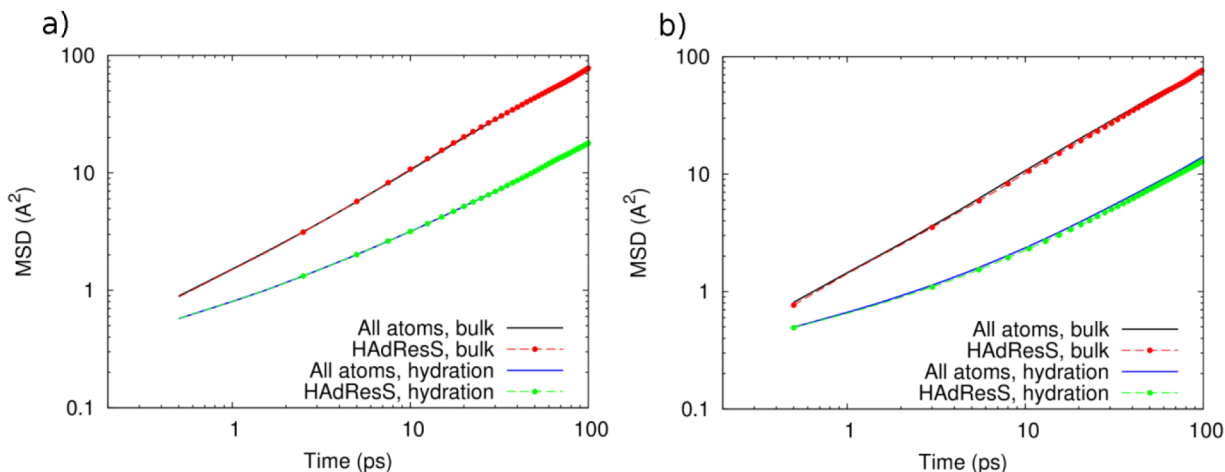 a)
100
10
1
0.1
MSD (A^2)
All atoms, bulk
HAdResS, bulk
All atoms, hydration
HAdResS, hydration
1 10 100
Time (ps)
b)
100
10
1
0.1
MSD (A^2)
All atoms, bulk
HAdResS, bulk
All atoms, hydration
HAdResS, hydration
1 10 100
Time (ps)